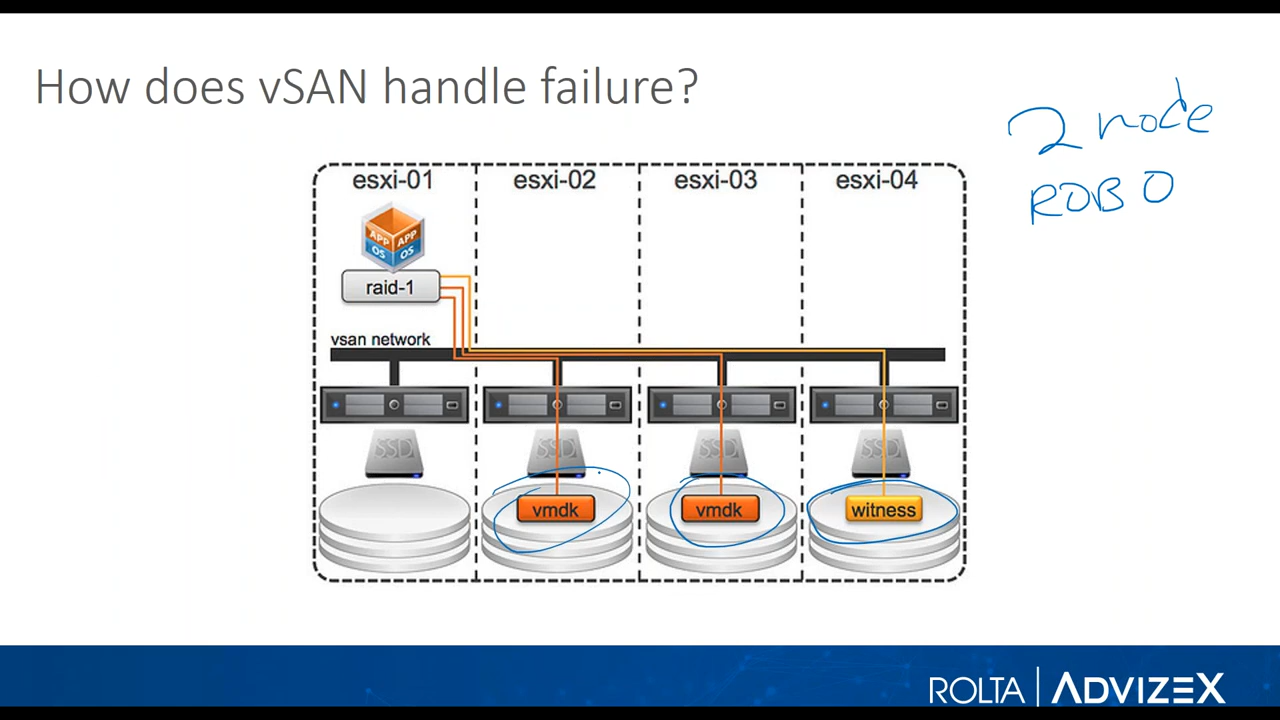 How does vSAN handle failure?
2 node
ROBO
esxi-01 esxi-02 esxi-03 esxi-04
APP APP
OS OS
raid-1
vsan network
SSD SSD SSD SSD
vmdk vmdk witness
ROLTA | ADVIZEX